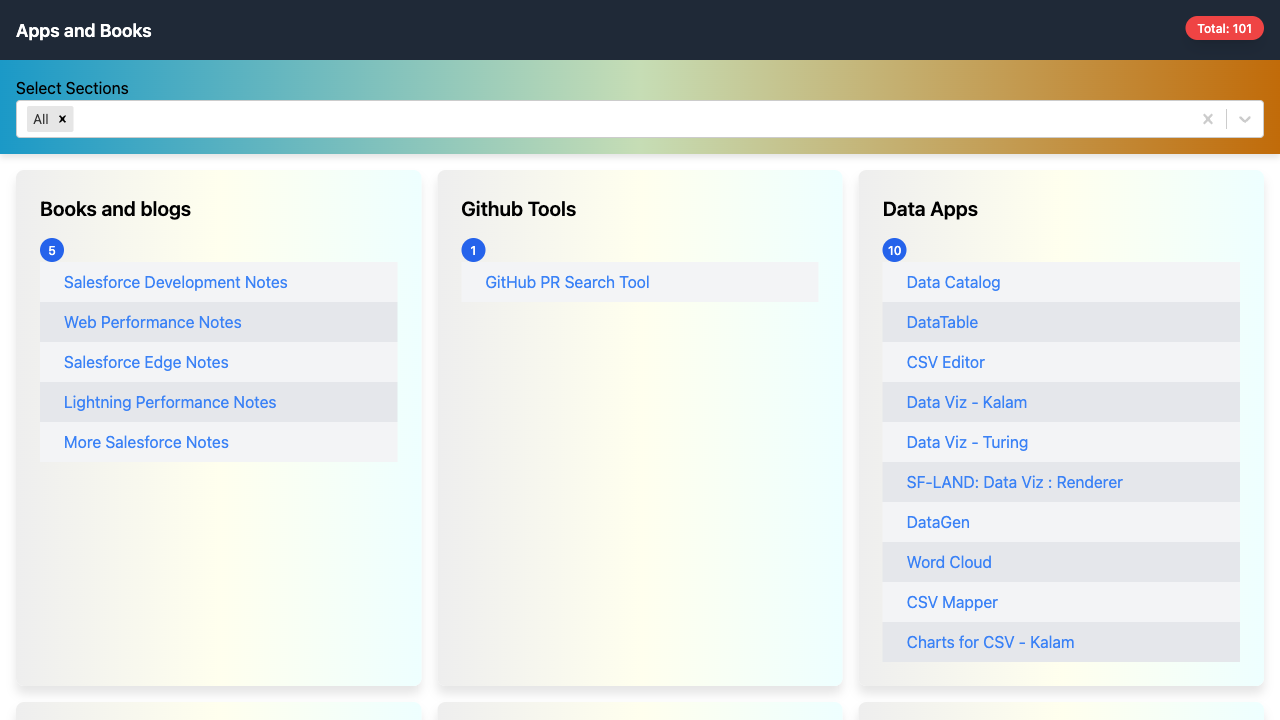 Apps and Books
Total: 101
Select Sections
All
Books and blogs
5
Salesforce Development Notes
Web Performance Notes
Salesforce Edge Notes
Lightning Performance Notes
More Salesforce Notes
Github Tools
1
GitHub PR Search Tool
Data Apps
10
Data Catalog
DataTable
CSV Editor
Data Viz - Kalam
Data Viz - Turing
SF-LAND: Data Viz : Renderer
DataGen
Word Cloud
CSV Mapper
Charts for CSV - Kalam